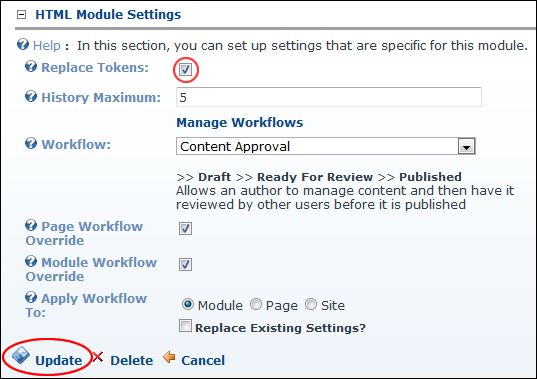 HTML Module Settings
Help : In this section, you can set up settings that are specific for this module.
Replace Tokens:
History Maximum: 5
Manage Workflows
Workflow: Content Approval
>> Draft >> Ready For Review >> Published
Allows an author to manage content and then have it
reviewed by other users before it is published
Page Workflow
Override
Module Workflow
Override
Apply Workflow
To: Module Page Site
Replace Existing Settings?
Update Delete Cancel